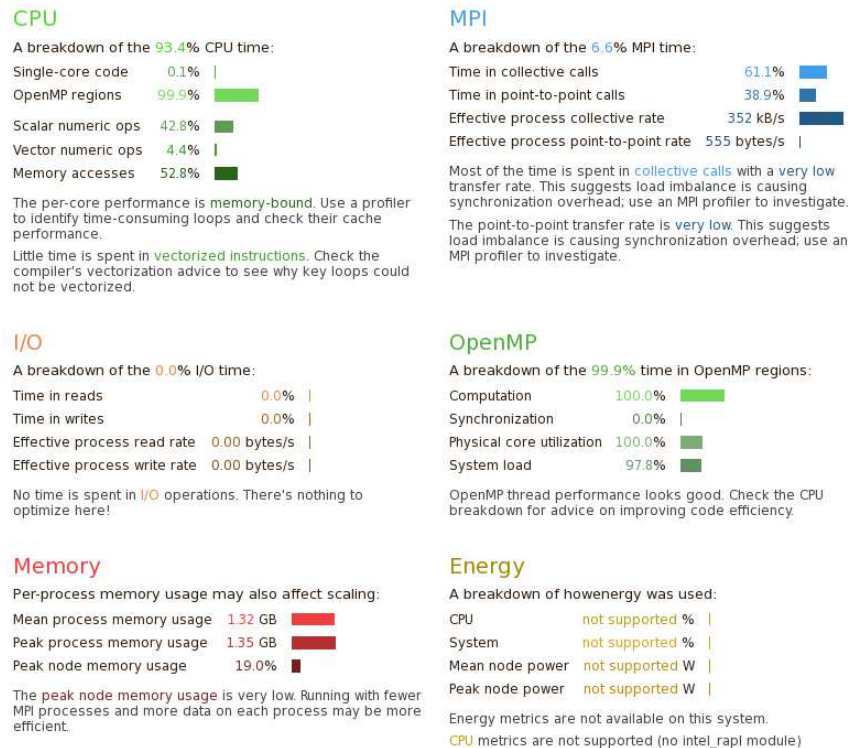 CPU
A breakdown of the 93.4% CPU time:
Single-core code 0.1%
OpenMP regions 99.9%
Scalar numeric ops 42.8%
Vector numeric ops 4.4%
Memory accesses 52.8%
The per-core performance is memory-bound. Use a profiler
to identify time-consuming loops and check their cache
performance.
Little time is spent in vectorized instructions. Check the
compiler's vectorization advice to see why key loops could
not be vectorized.
MPI
A breakdown of the 6.6% MPI time:
Time in collective calls 61.1%
Time in point-to-point calls 38.9%
Effective process collective rate 352 kB/s
Effective process point-to-point rate 555 bytes/s
Most of the time is spent in collective calls with a very low
transfer rate. This suggests load imbalance is causing
synchronization overhead; use an MPI profiler to investigate.
The point-to-point transfer rate is very low. This suggests
load imbalance is causing synchronization overhead; use an
MPI profiler to investigate.
I/O
A breakdown of the 0.0% I/O time:
Time in reads 0.0%
Time in writes 0.0%
Effective process read rate 0.00 bytes/s
Effective process write rate 0.00 bytes/s
No time is spent in I/O operations. There's nothing to
optimize here!
OpenMP
A breakdown of the 99.9% time in OpenMP regions:
Computation 100.0%
Synchronization 0.0%
Physical core utilization 100.0%
System load 97.8%
OpenMP thread performance looks good. Check the CPU
breakdown for advice on improving code efficiency.
Memory
Per-process memory usage may also affect scaling:
Mean process memory usage 1.32 GB
Peak process memory usage 1.35 GB
Peak node memory usage 19.0%
The peak node memory usage is very low. Running with fewer
MPI processes and more data on each process may be more
efficient.
Energy
A breakdown of howenergy was used:
CPU not supported %
System not supported %
Mean node power not supported W
Peak node power not supported W
Energy metrics are not available on this system.
CPU metrics are not supported (no intel_rapl module)